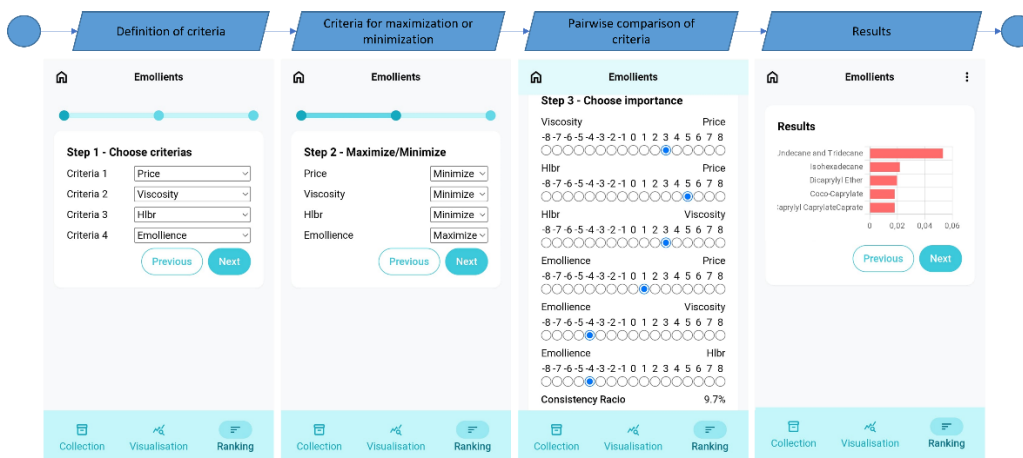 Definition of criteria
Criteria for maximization or
minimization
Pairwise comparison of
criteria
Results
Emollients
Step 1 - Choose criterias
Criteria 1 Price
Criteria 2 Viscosity
Criteria 3 Hlbr
Criteria 4 Emollience
Previous Next
Collection Visualisation Ranking
Emollients
Step 2 - Maximize/Minimize
Price Minimize
Viscosity Minimize
Hlbr Minimize
Emollience Maximize
Previous Next
Collection Visualisation Ranking
Emollients
Step 3 - Choose importance
Viscosity Price
-8 -7 -6 -5 -4 -3 -2 -1 0 1 2 3 4 5 6 7 8
Hlbr Price
-8 -7 -6 -5 -4 -3 -2 -1 0 1 2 3 4 5 6 7 8
Hlbr Viscosity
-8 -7 -6 -5 -4 -3 -2 -1 0 1 2 3 4 5 6 7 8
Emollience Price
-8 -7 -6 -5 -4 -3 -2 -1 0 1 2 3 4 5 6 7 8
Emollience Viscosity
-8 -7 -6 -5 -4 -3 -2 -1 0 1 2 3 4 5 6 7 8
Emollience Hlbr
-8 -7 -6 -5 -4 -3 -2 -1 0 1 2 3 4 5 6 7 8
Consistency Racio 9.7%
Collection Visualisation Ranking
Emollients
Results
Undecane and Tridecane
Isohexadecane
Dicaprylyl Ether
Coco-Caprylate
Caprylyl CaprylateCaprate
0 0,02 0,04 0,06
Previous Next
Collection Visualisation Ranking